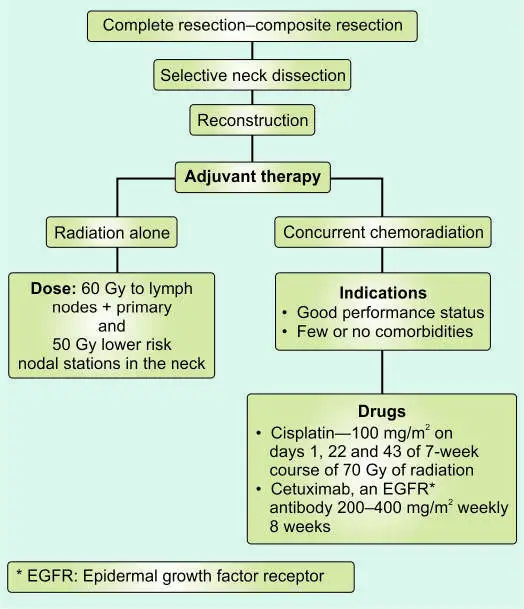 Complete resection–composite resection
Selective neck dissection
Reconstruction
Adjuvant therapy
Radiation alone
Dose: 60 Gy to lymph
nodes + primary
and
50 Gy lower risk
nodal stations in the neck
Concurrent chemoradiation
Indications
• Good performance status
• Few or no comorbidities
Drugs
• Cisplatin—100 mg/m² on
days 1, 22 and 43 of 7-week
course of 70 Gy of radiation
• Cetuximab, an EGFR*
antibody 200–400 mg/m² weekly
8 weeks
* EGFR: Epidermal growth factor receptor